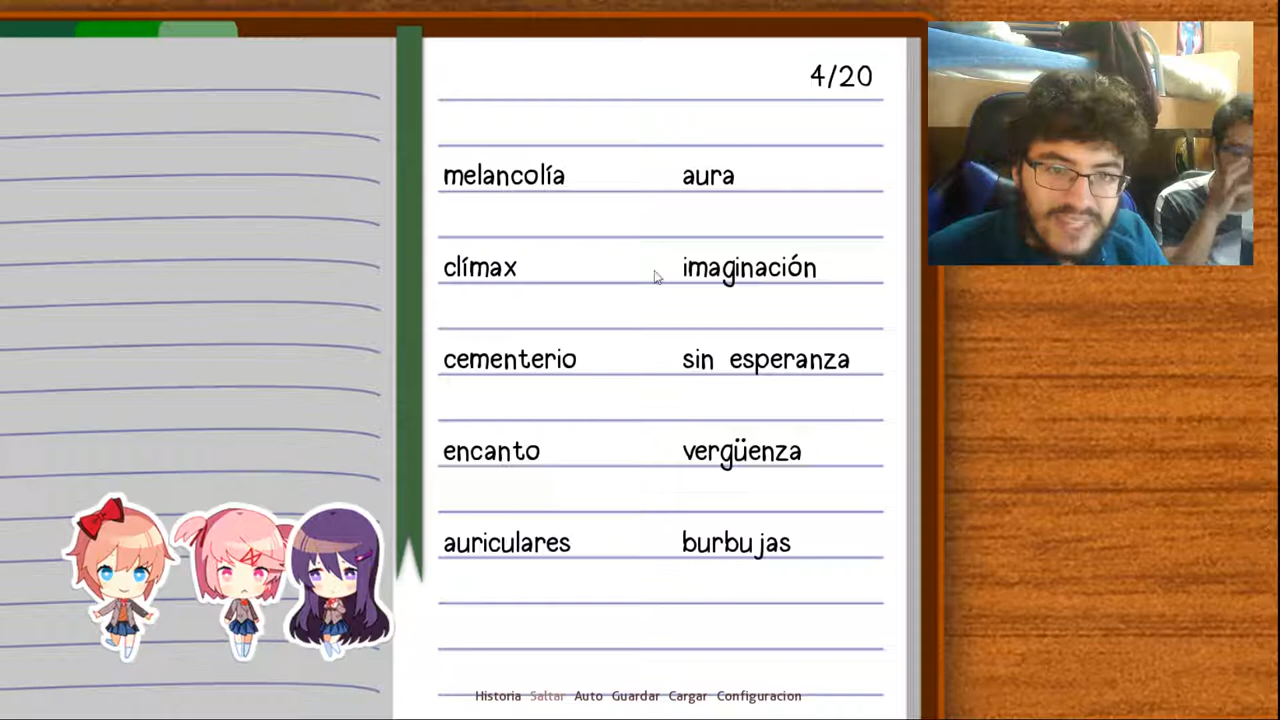 4/20
melancolía aura
clímax imaginación
cementerio sin esperanza
encanto vergüenza
auriculares burbujas
Historia Saltar Auto Guardar Cargar Configuracion